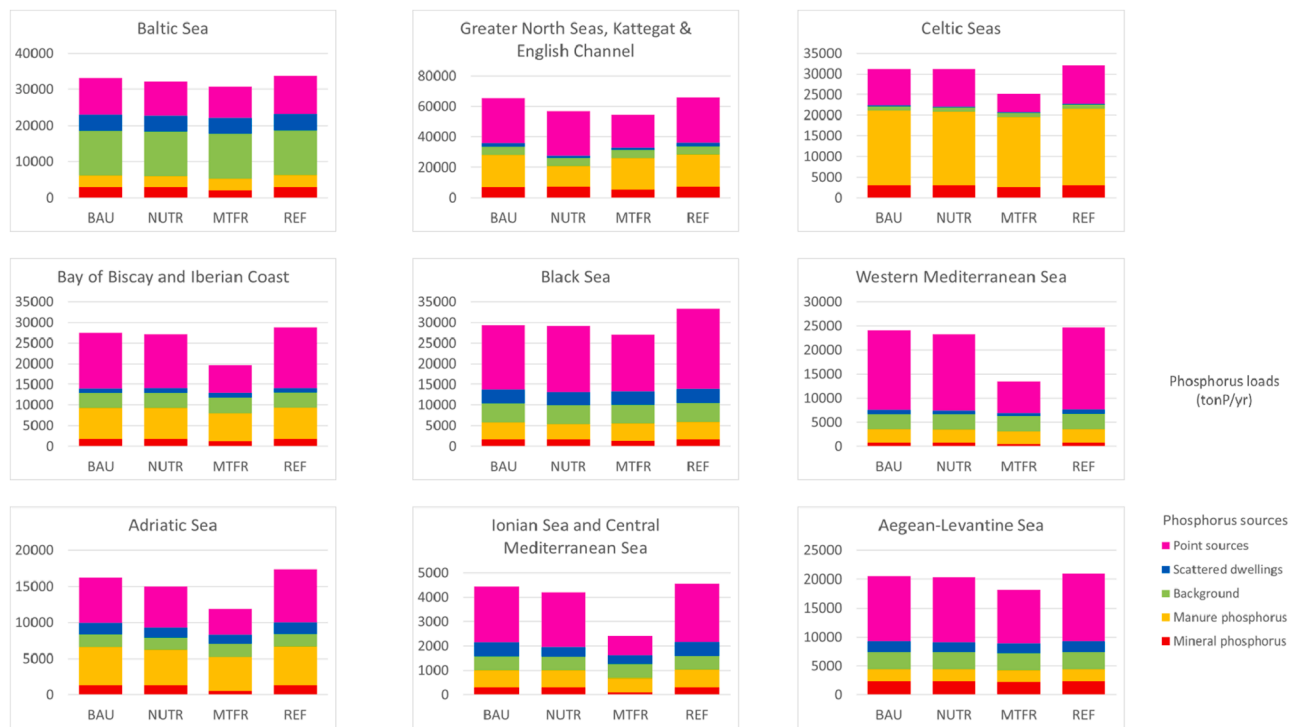 Baltic Sea
40000
30000
20000
10000
0
BAU NUTR MTFR REF
Greater North Seas, Kattegat &
English Channel
80000
60000
40000
20000
0
BAU NUTR MTFR REF
Celtic Seas
35000
30000
25000
20000
15000
10000
5000
0
BAU NUTR MTFR REF
Bay of Biscay and Iberian Coast
35000
30000
25000
20000
15000
10000
5000
0
BAU NUTR MTFR REF
Black Sea
35000
30000
25000
20000
15000
10000
5000
0
BAU NUTR MTFR REF
Western Mediterranean Sea
30000
25000
20000
15000
10000
5000
0
BAU NUTR MTFR REF
Phosphorus loads
(tonP/yr)
Adriatic Sea
20000
15000
10000
5000
0
BAU NUTR MTFR REF
Ionian Sea and Central
Mediterranean Sea
5000
4000
3000
2000
1000
0
BAU NUTR MTFR REF
Aegean-Levantine Sea
25000
20000
15000
10000
5000
0
BAU NUTR MTFR REF
Phosphorus sources
Point sources
Scattered dwellings
Background
Manure phosphorus
Mineral phosphorus